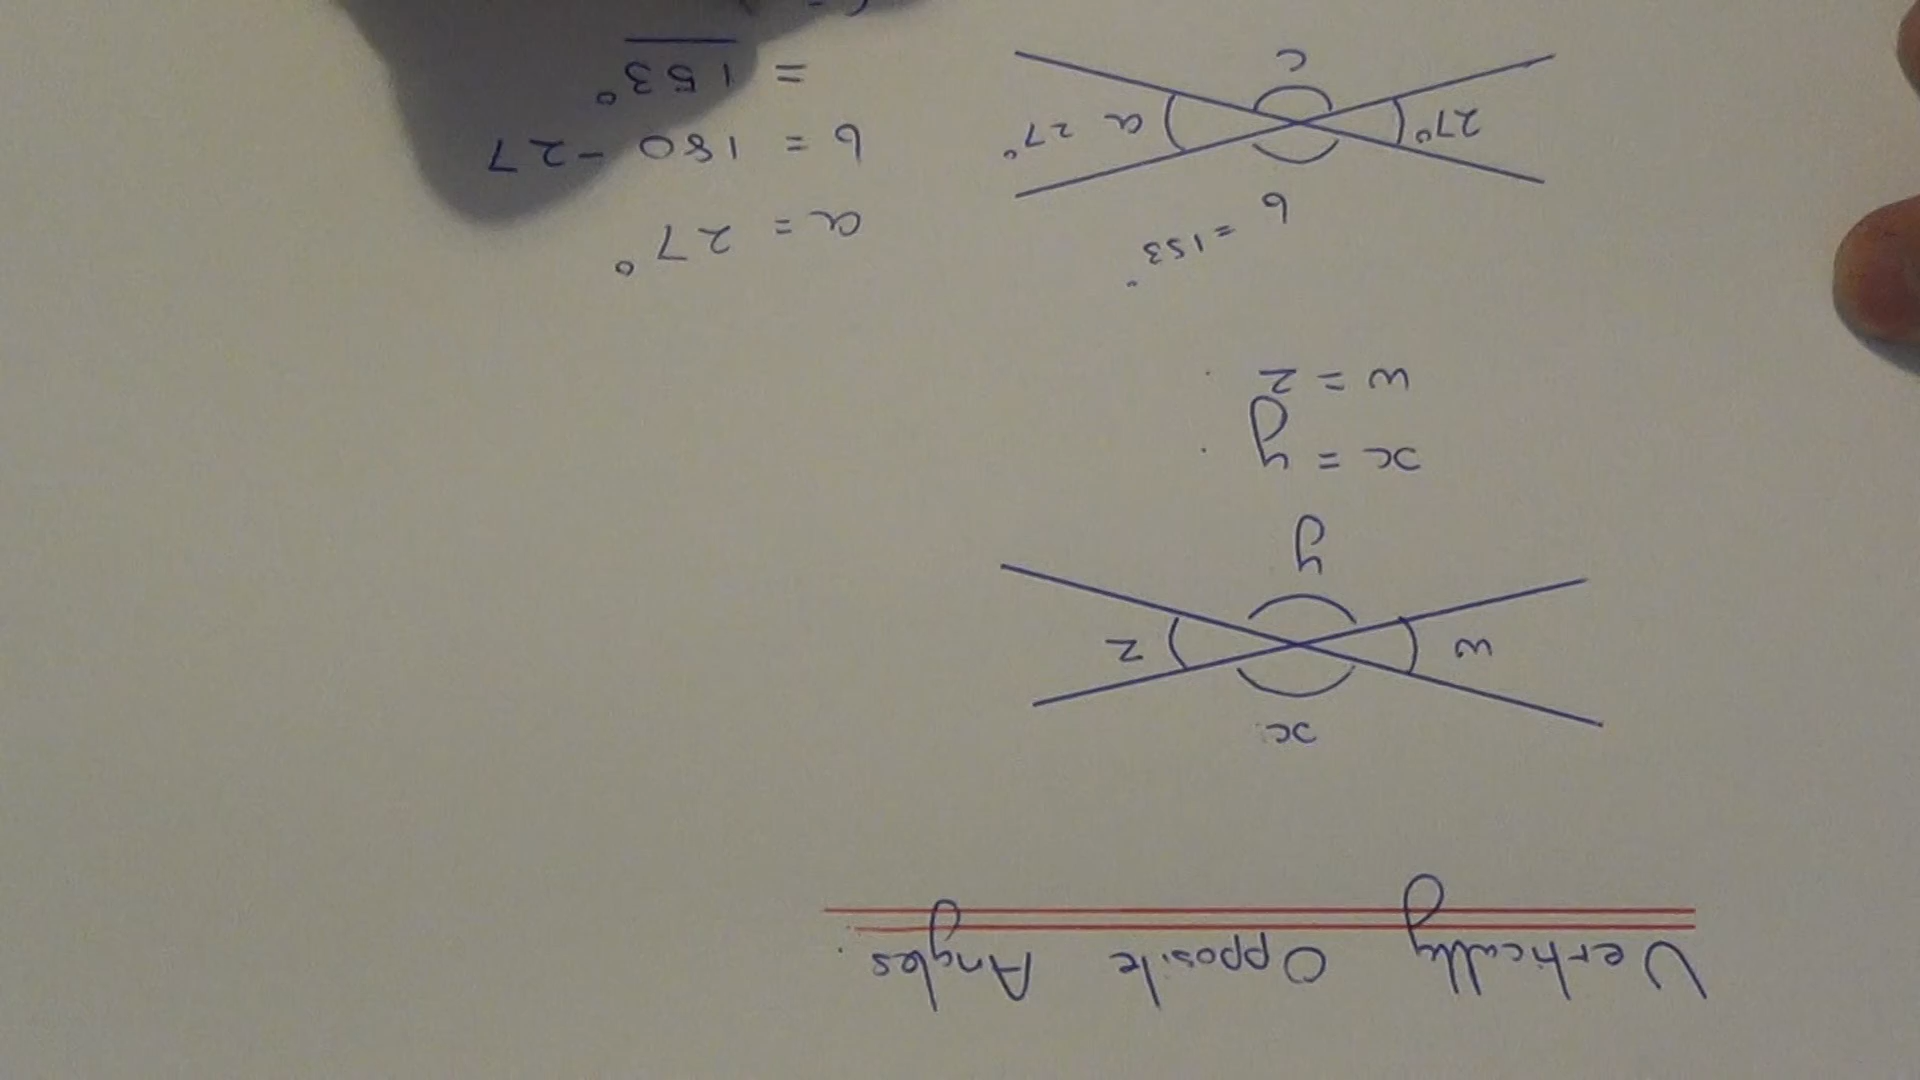 Vertically Opposite Angles.
x
w z
y
x = y
w = z
b = 153°
27° a 27°
c
a = 27°
b = 180 - 27
= 153°